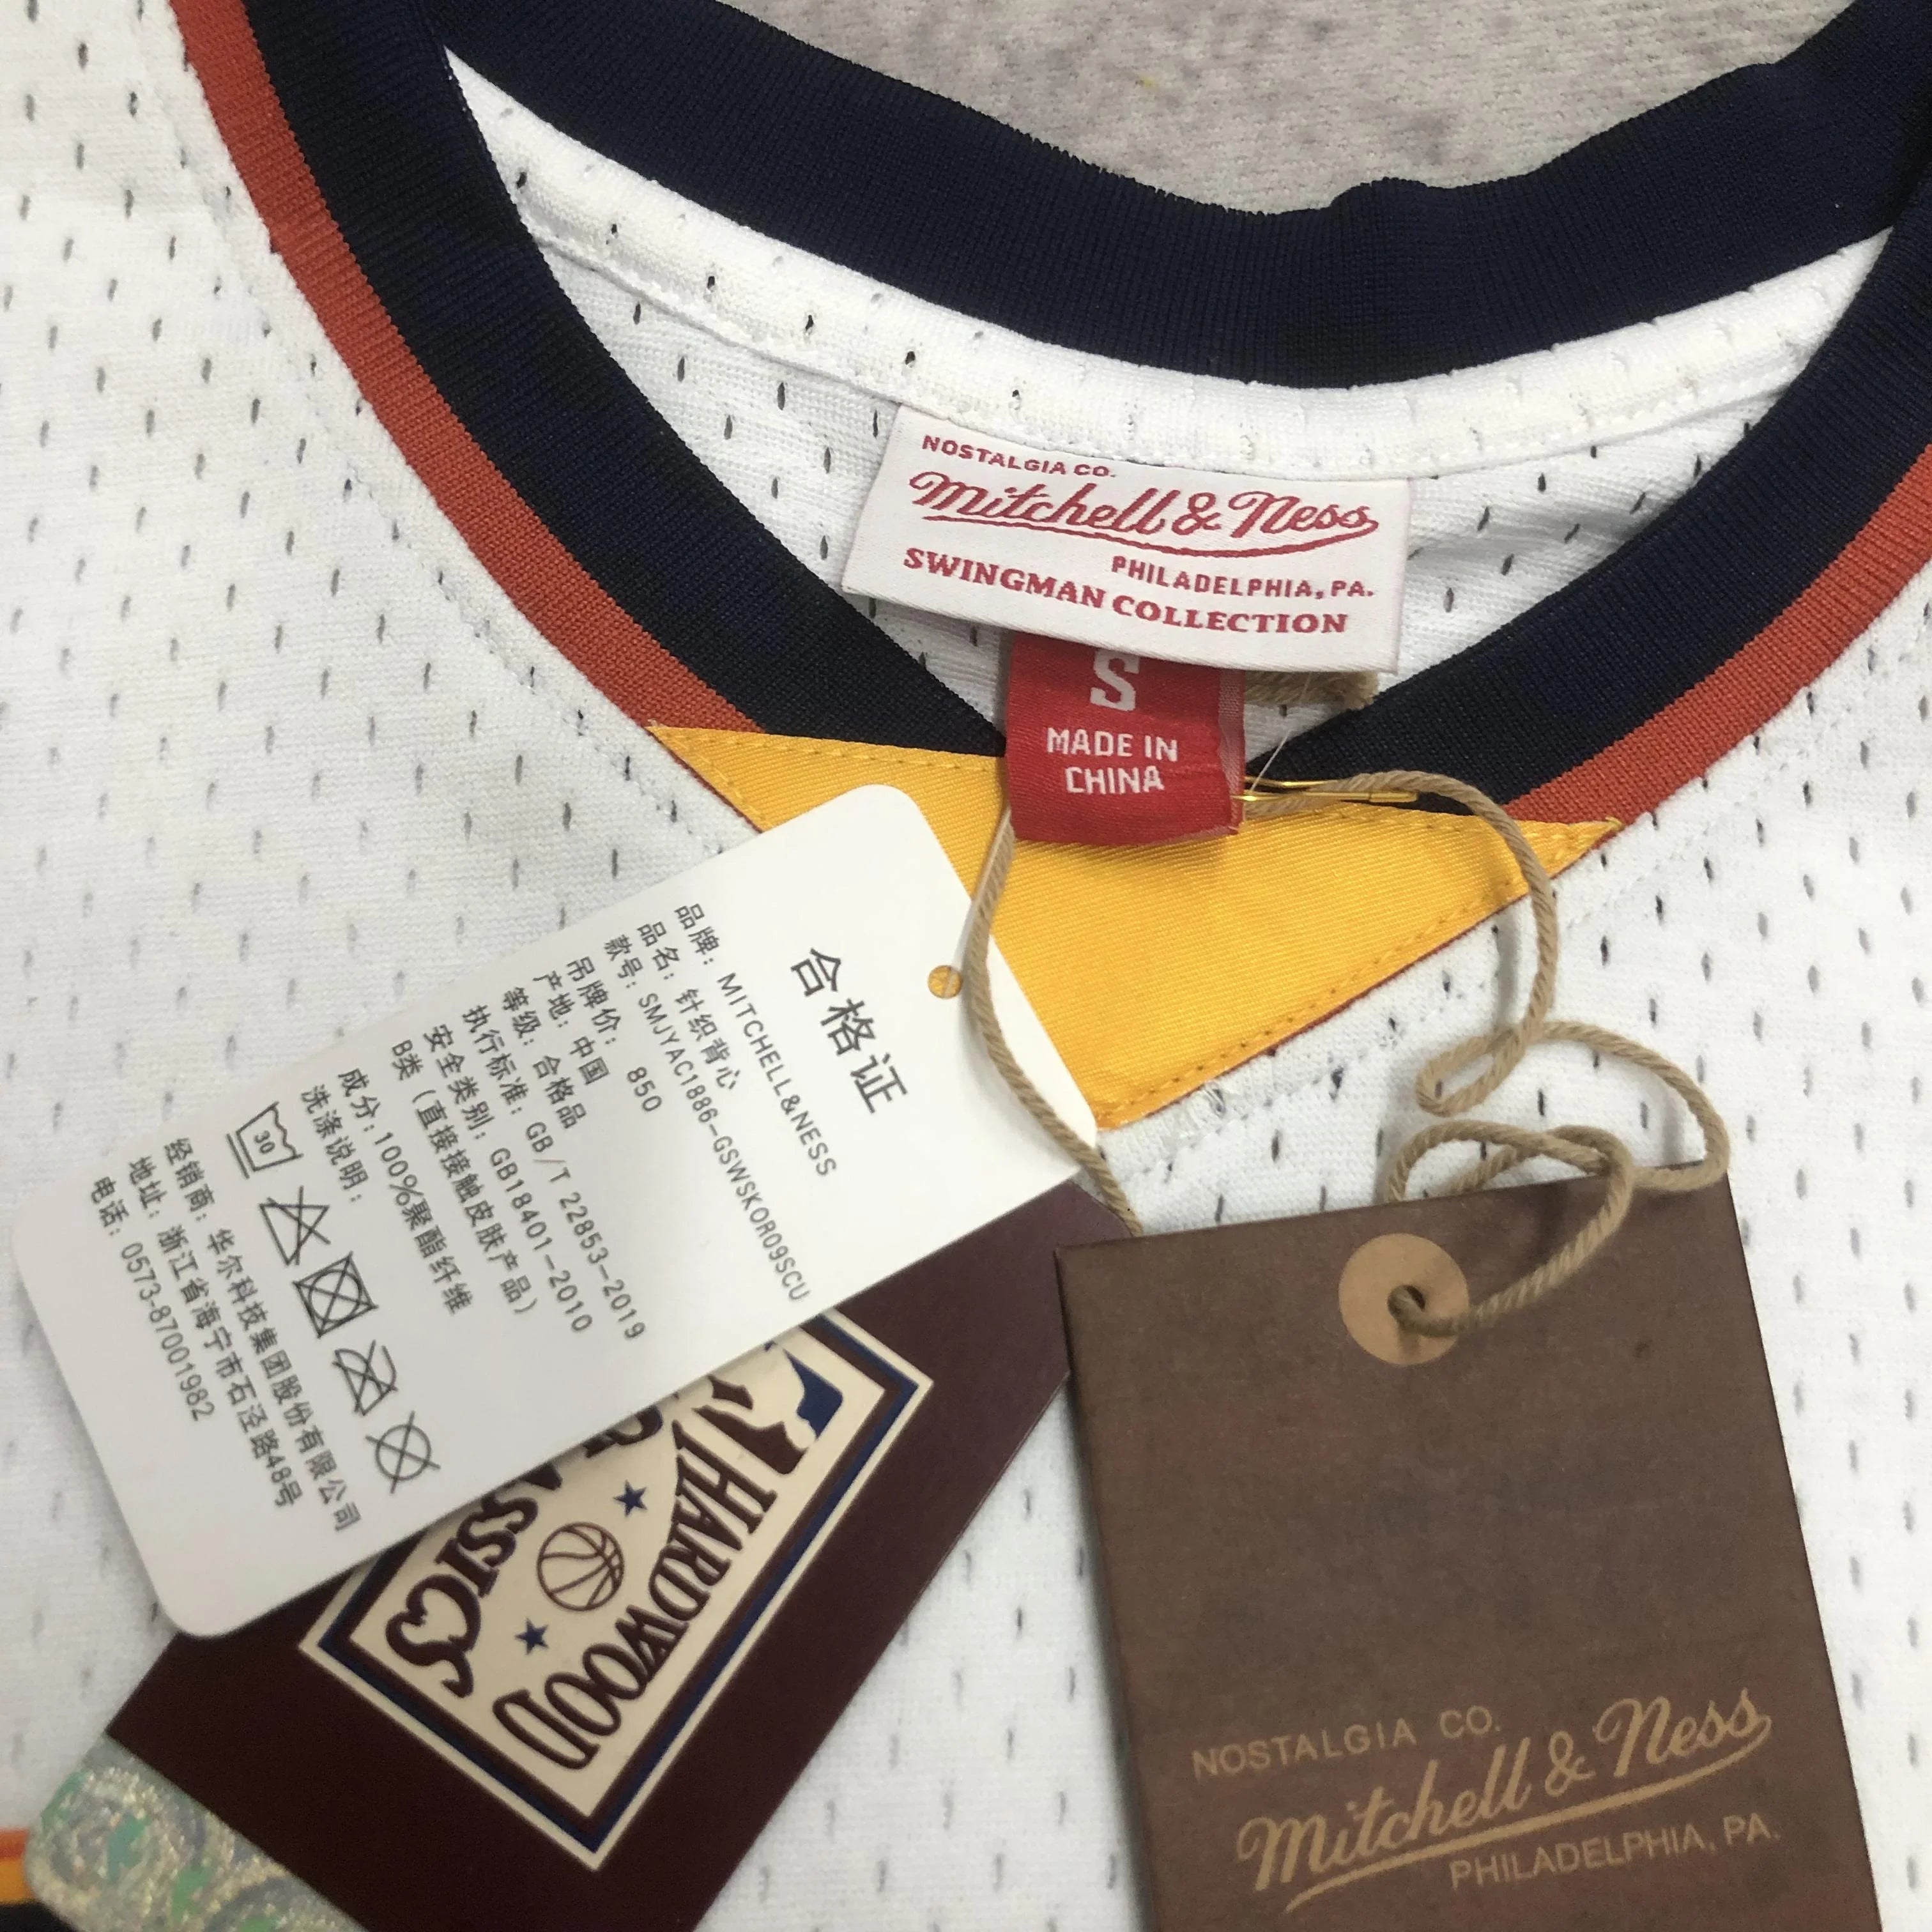 NOSTALGIA CO.
Mitchell & Ness
PHILADELPHIA, PA.
SWINGMAN COLLECTION
S
MADE IN
CHINA
合格证
品牌: MITCHELL&NESS
品名: 针织背心
款号: SMJYAC1886-GSWSKOR09SCU
吊牌价: 850
产地: 中国
等级: 合格品
执行标准: GB/T 22853-2019
安全类别: GB18401-2010
B类（直接接触皮肤产品）
成分:100%聚酯纤维
洗涤说明:
30
经销商: 华尔科技集团股份有限公司
地址: 浙江省海宁市石泾路48号
电话: 0573-87001982
HARDWOOD
CLASSICS
NOSTALGIA CO.
Mitchell & Ness
PHILADELPHIA, PA.